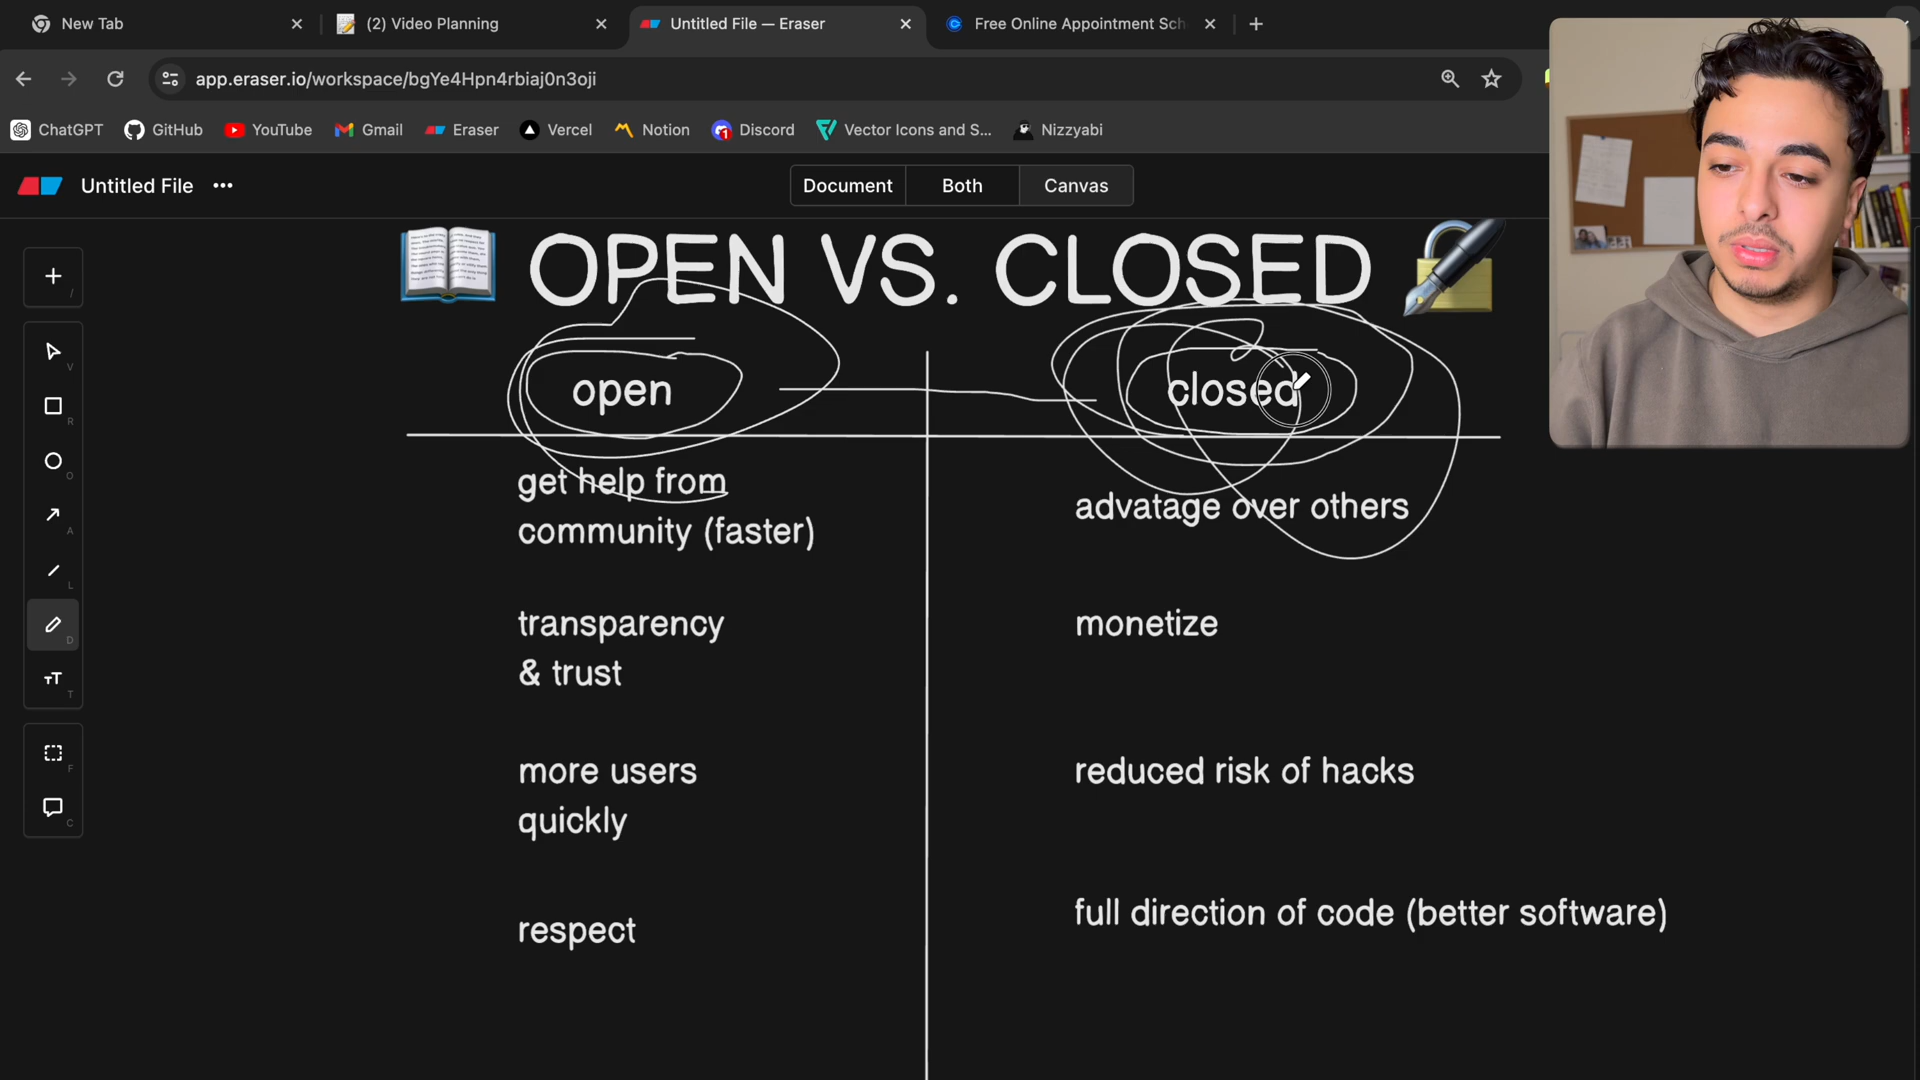 New Tab
(2) Video Planning
Untitled File — Eraser
Free Online Appointment Sch
app.eraser.io/workspace/bgYe4Hpn4rbiaj0n3oji
ChatGPT
GitHub
YouTube
Gmail
Eraser
Vercel
Notion
Discord
Vector Icons and S...
Nizzyabi
Untitled File
Document
Both
Canvas
OPEN VS. CLOSED
open
closed
get help from
community (faster)
advatage over others
transparency
& trust
monetize
more users
quickly
reduced risk of hacks
respect
full direction of code (better software)
/
V
R
O
A
L
D
T
F
C